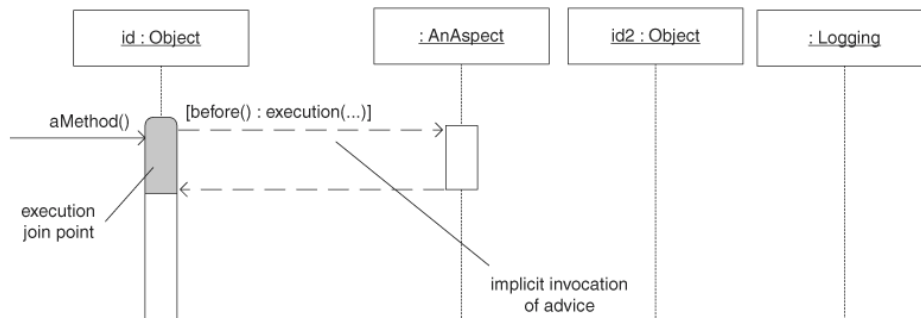 id : Object
: AnAspect
id2 : Object
: Logging
aMethod()
[before() : execution(...)]
execution
join point
implicit invocation
of advice